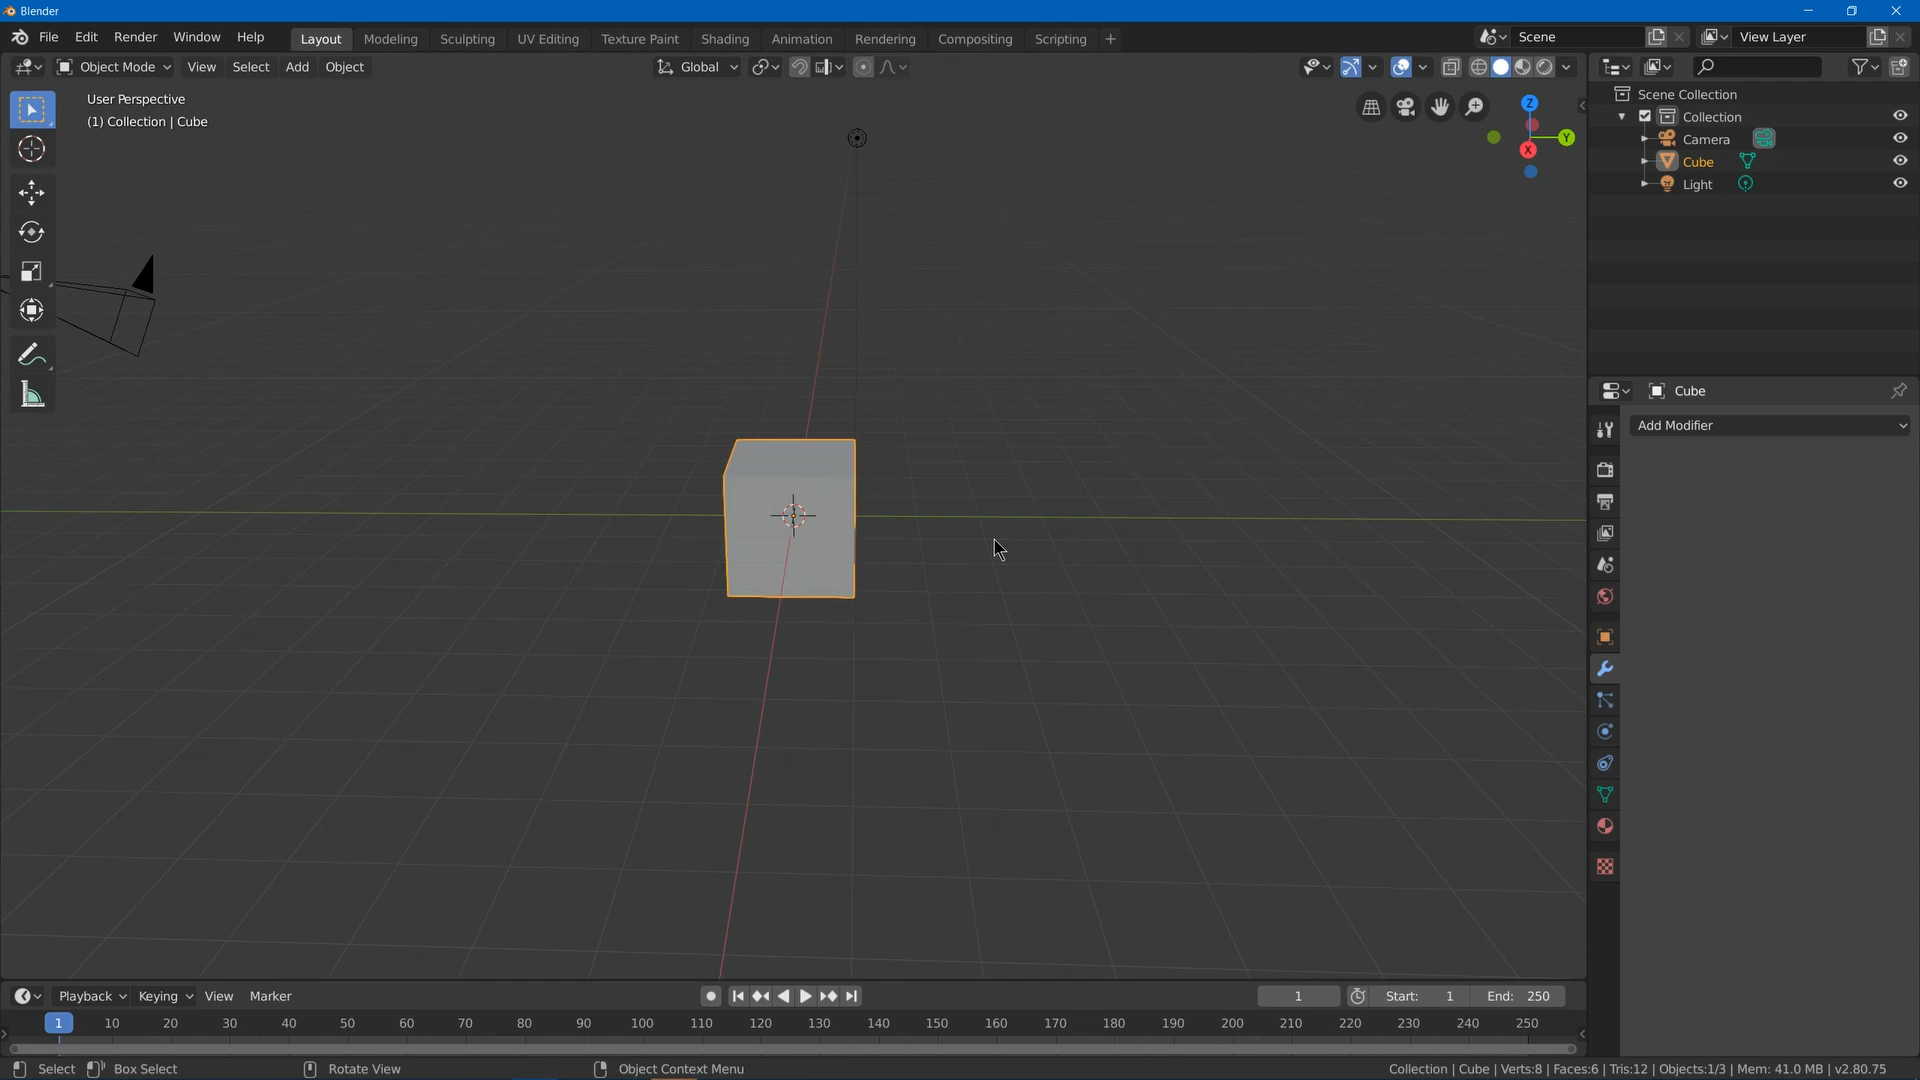 Blender
File Edit Render Window Help Layout Modeling Sculpting UV Editing Texture Paint Shading Animation Rendering Compositing Scripting + Scene View Layer
Object Mode View Select Add Object Global
User Perspective
(1) Collection | Cube
Z
Y
X
Scene Collection
Collection
Camera
Cube
Light
Cube
Add Modifier
Playback Keying View Marker 1 Start: 1 End: 250
1 10 20 30 40 50 60 70 80 90 100 110 120 130 140 150 160 170 180 190 200 210 220 230 240 250
Select Box Select Rotate View Object Context Menu Collection | Cube | Verts:8 | Faces:6 | Tris:12 | Objects:1/3 | Mem: 41.0 MB | v2.80.75